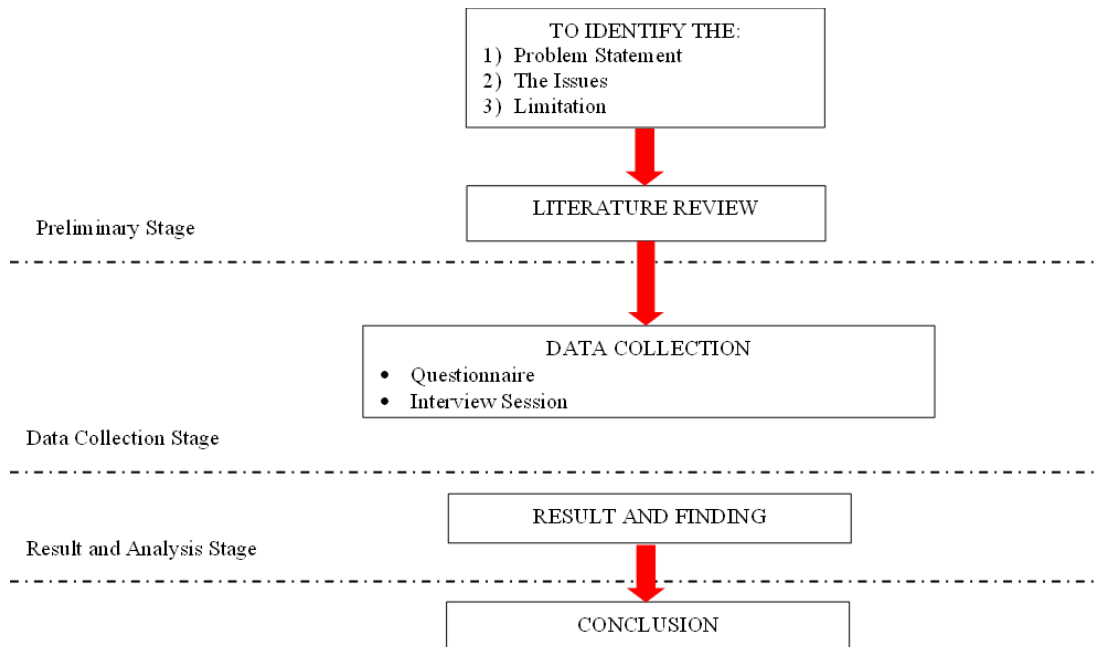 TO IDENTIFY THE:
1) Problem Statement
2) The Issues
3) Limitation
LITERATURE REVIEW
Preliminary Stage
DATA COLLECTION
• Questionnaire
• Interview Session
Data Collection Stage
RESULT AND FINDING
Result and Analysis Stage
CONCLUSION